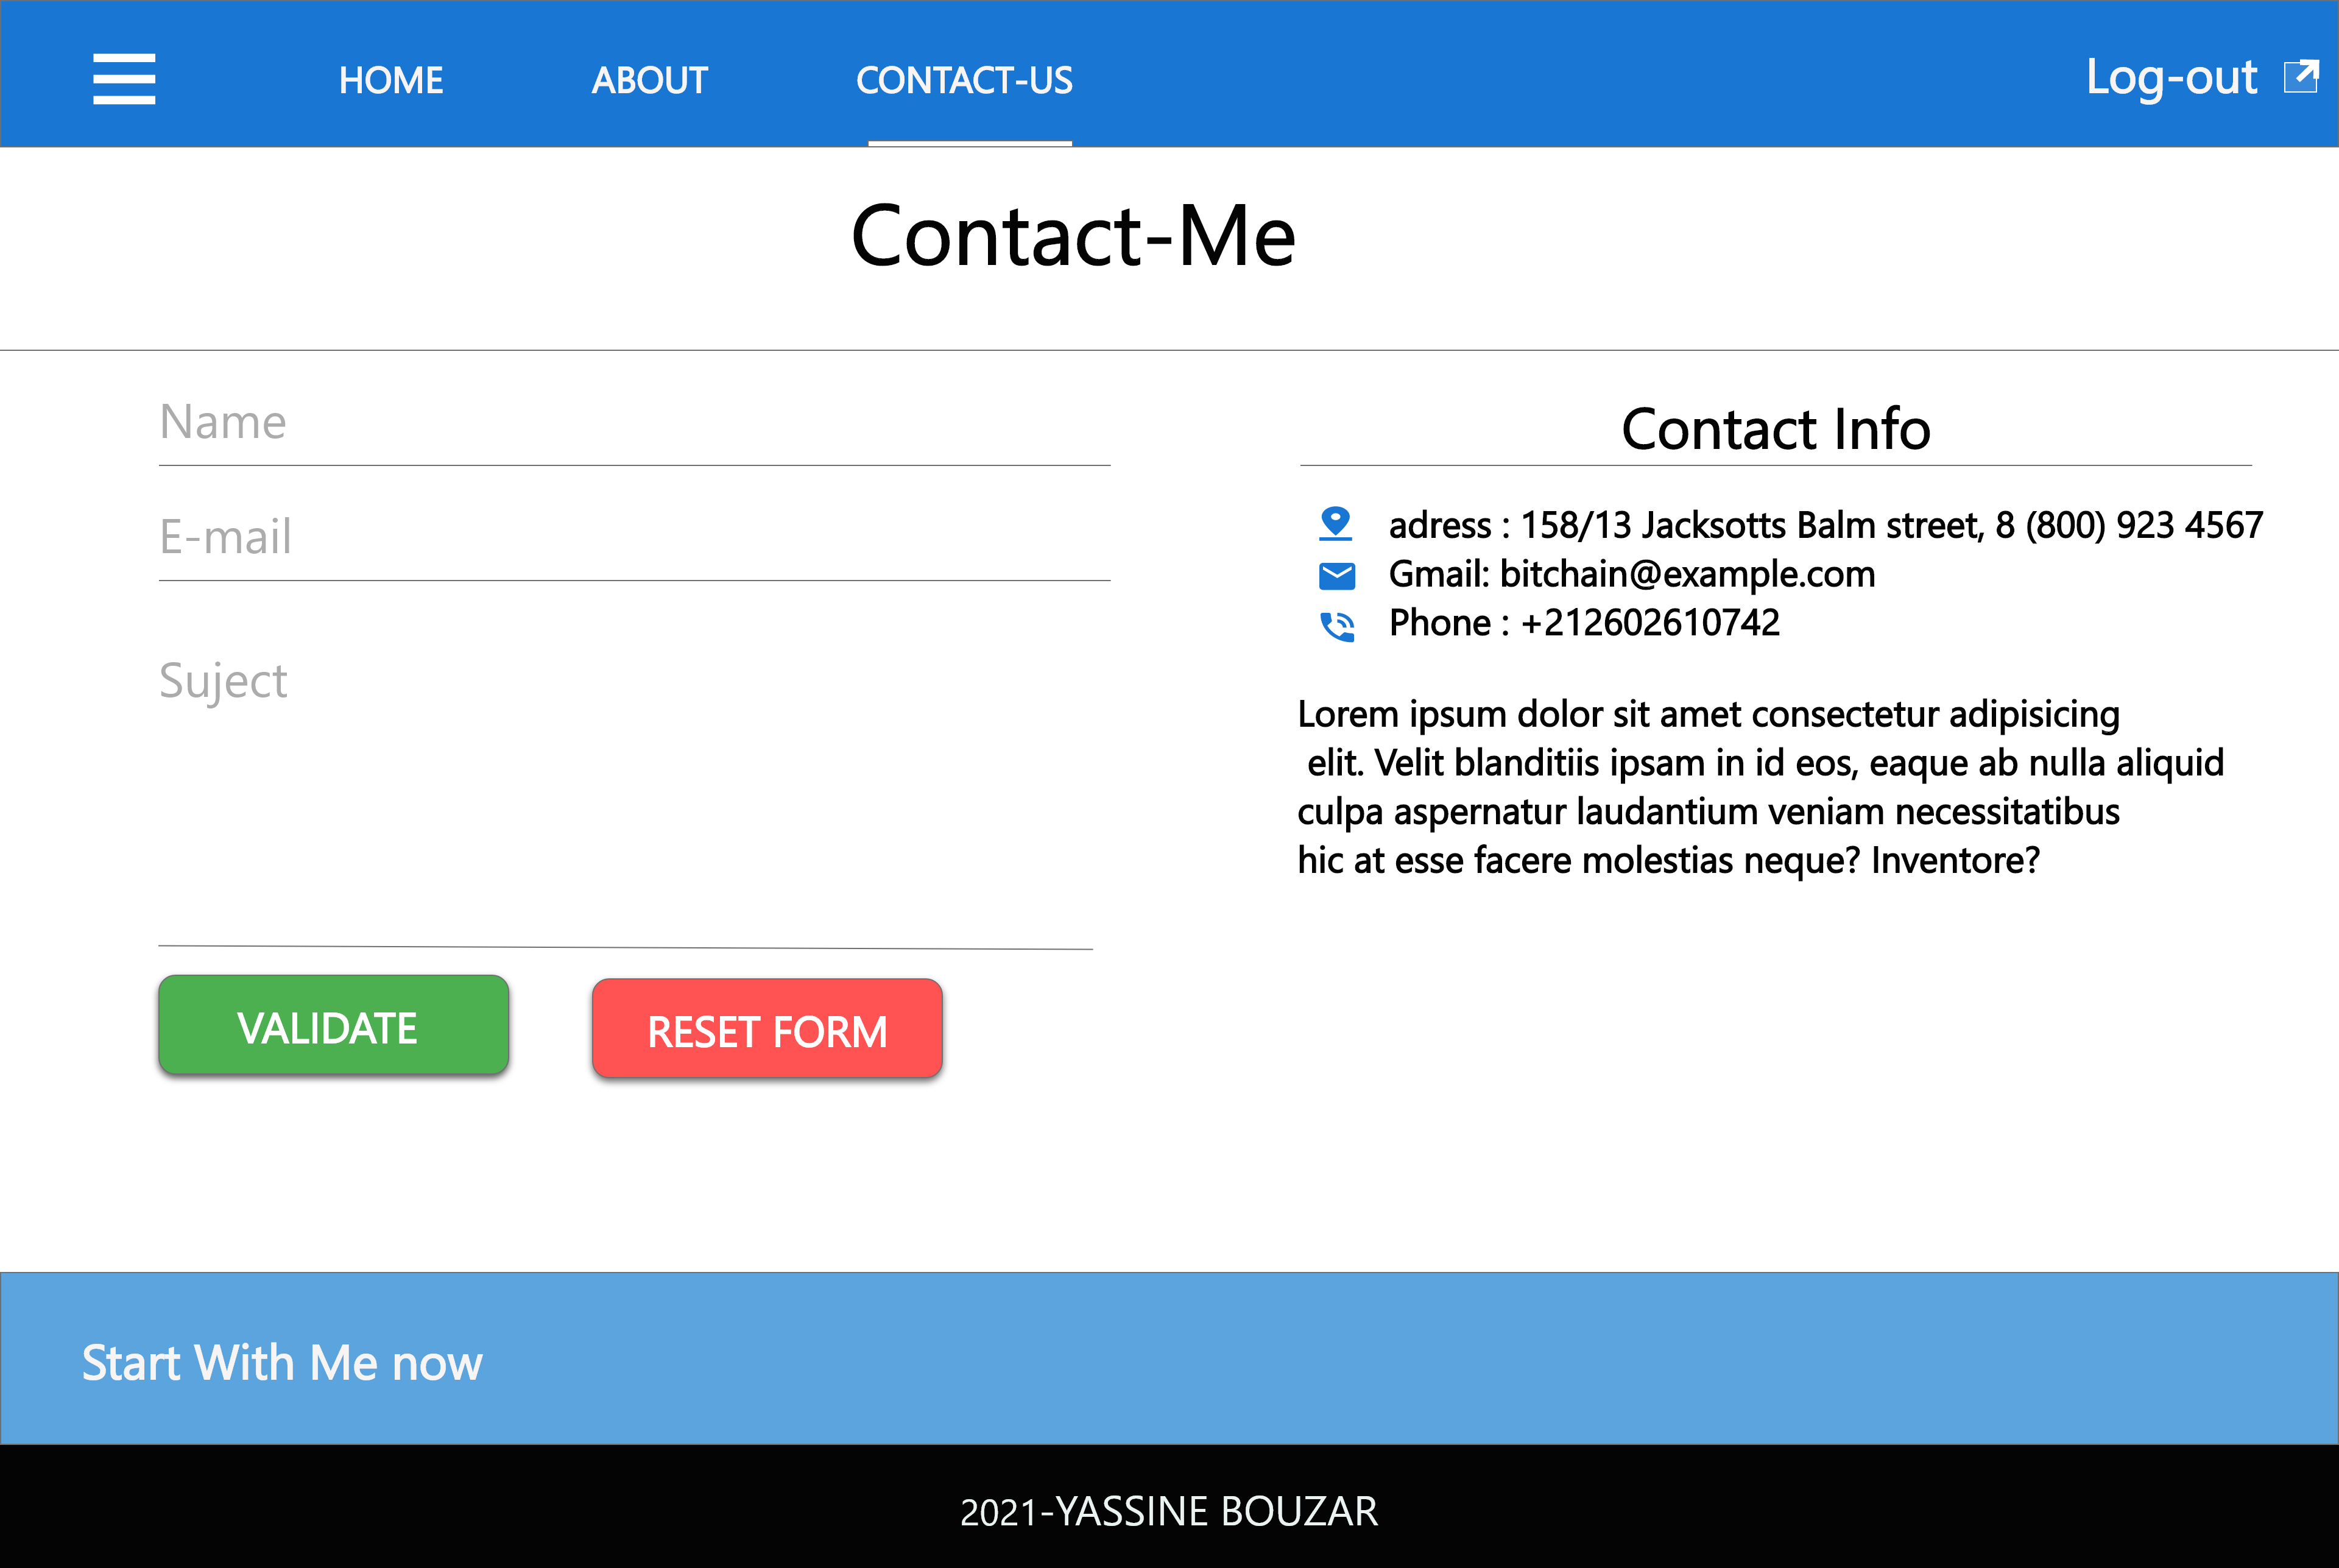 HOME ABOUT CONTACT-US Log-out
Contact-Me
Name
E-mail
Suject
VALIDATE
RESET FORM
Contact Info
adress : 158/13 Jacksotts Balm street, 8 (800) 923 4567
Gmail: bitchain@example.com
Phone : +212602610742
Lorem ipsum dolor sit amet consectetur adipisicing
elit. Velit blanditiis ipsam in id eos, eaque ab nulla aliquid
culpa aspernatur laudantium veniam necessitatibus
hic at esse facere molestias neque? Inventore?
Start With Me now
2021-YASSINE BOUZAR